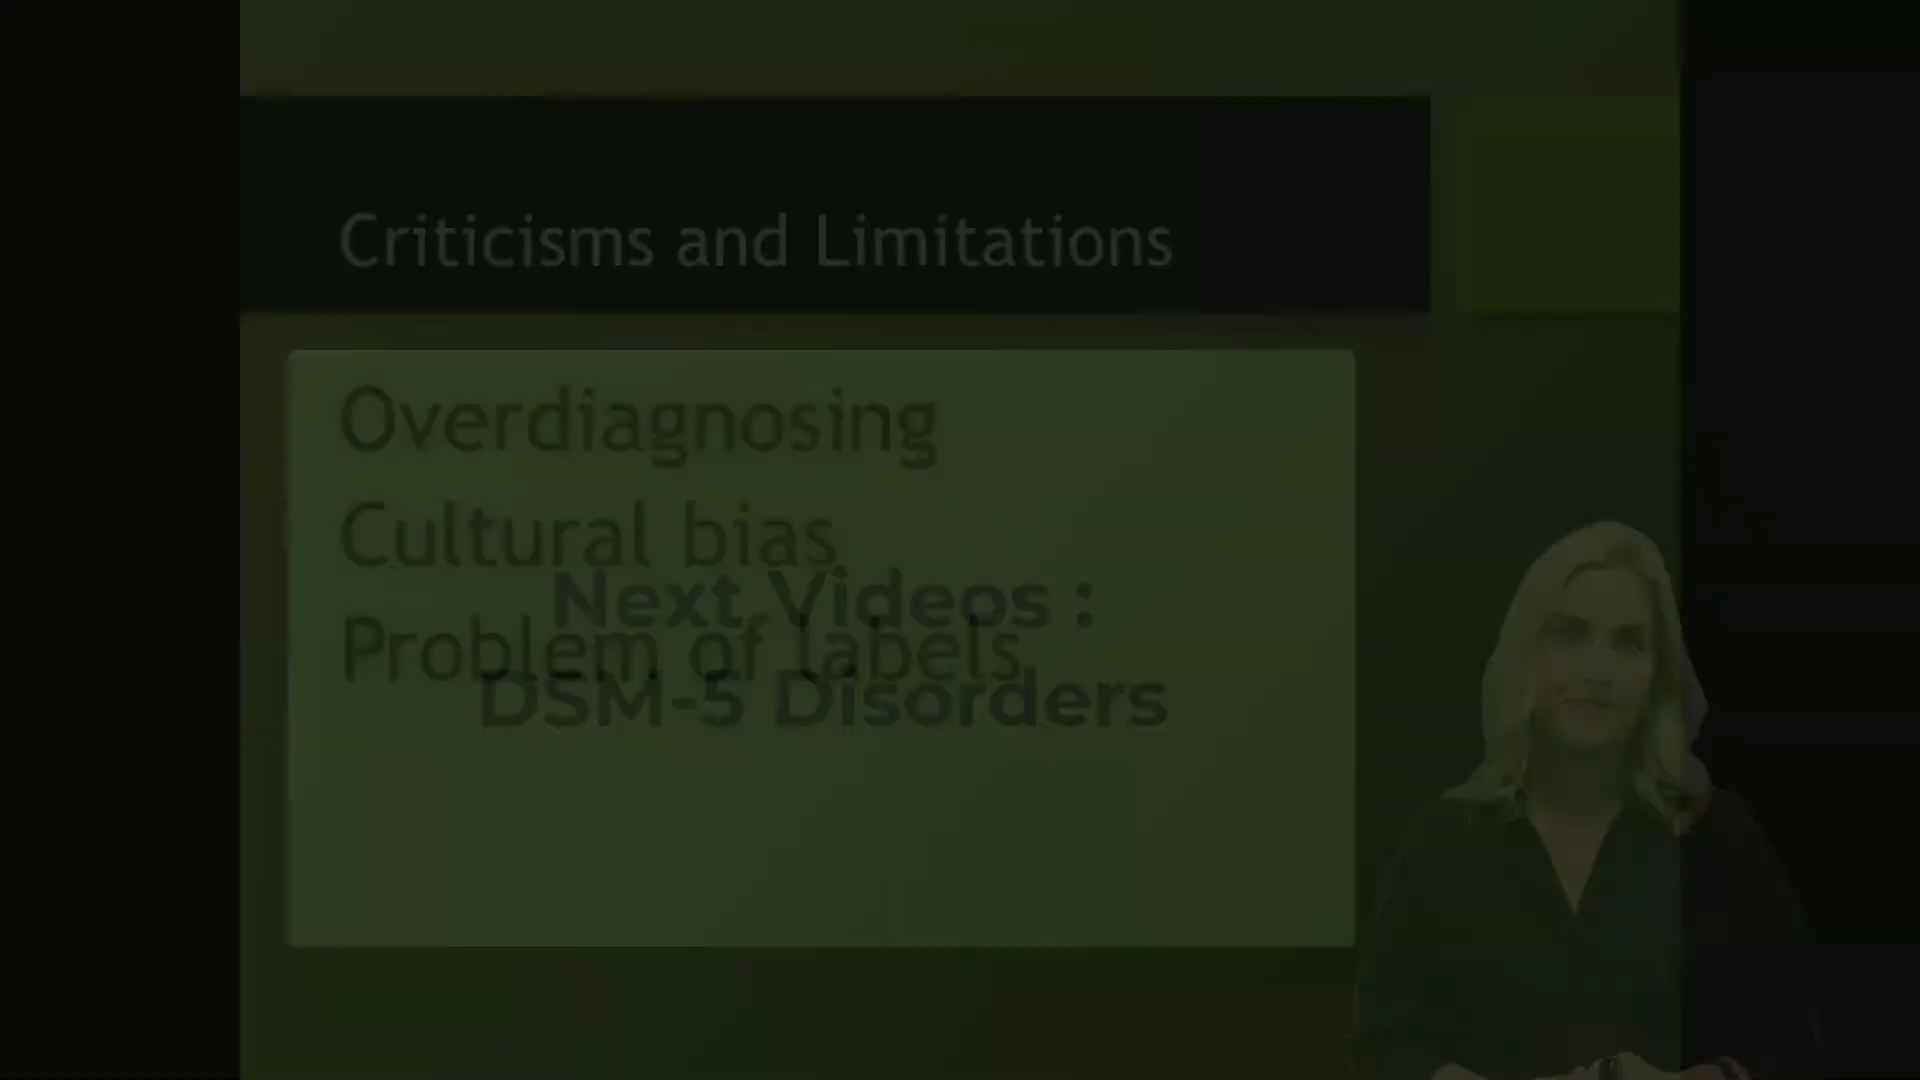 Criticisms and Limitations
Overdiagnosing
Cultural bias
Next Videos :
Problem of labels
DSM-5 Disorders